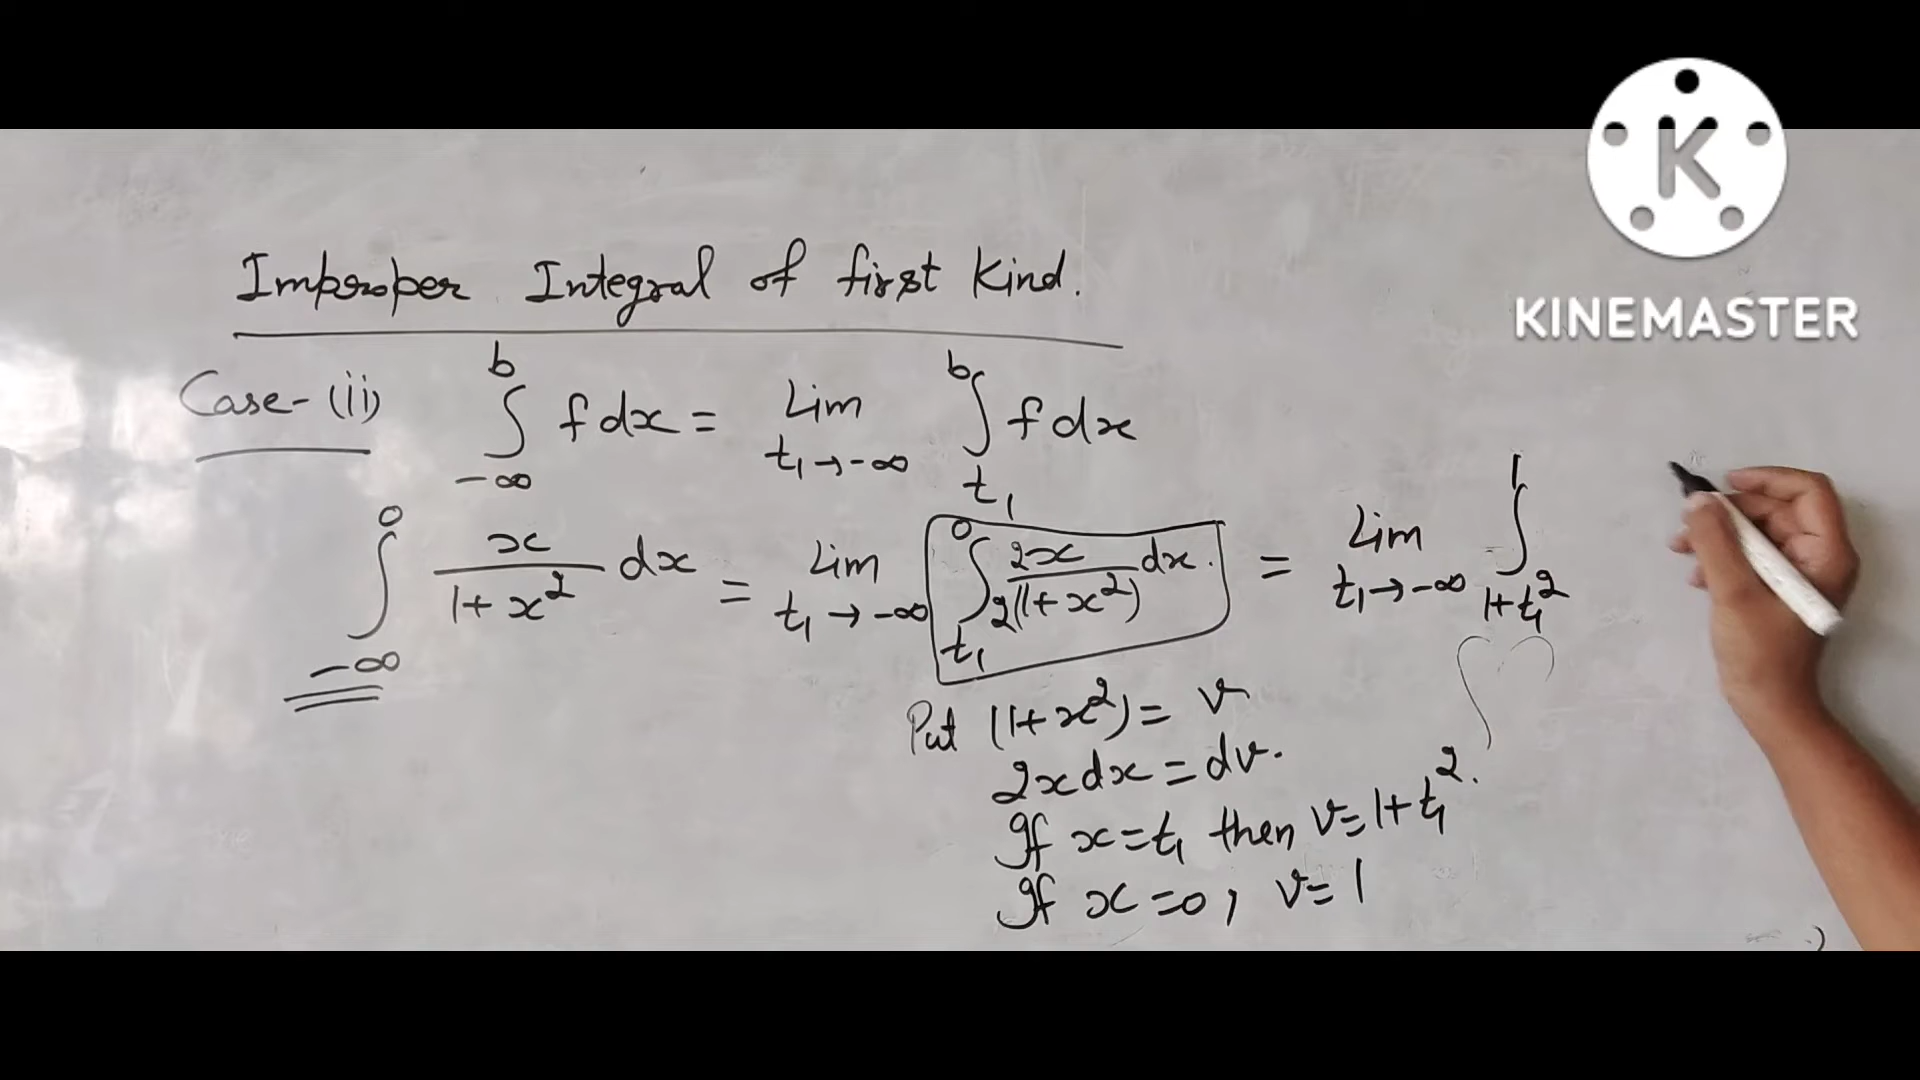 Improper Integral of first Kind.
Case-(ii) ∫_{-∞}^{b} f dx = Lim_{t₁→-∞} ∫_{t₁}^{b} f dx
∫_{-∞}^{0} x/(1+x²) dx = Lim_{t₁→-∞} ∫_{t₁}^{0} 2x/2(1+x²) dx. = Lim_{t₁→-∞} ∫_{1+t₁²}^{1}
Put (1+x²) = v
2x dx = dv.
If x = t₁ then v = 1+t₁².
If x = 0, v = 1
K
KINEMASTER